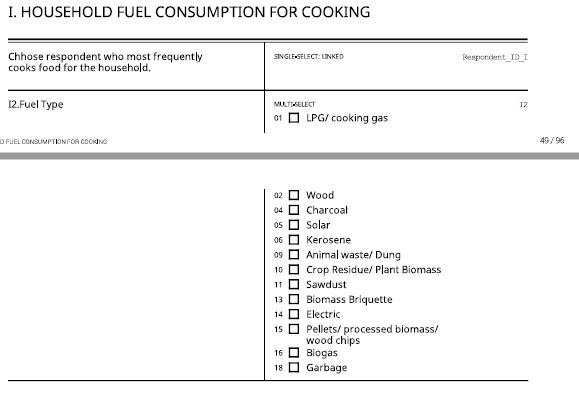 I. HOUSEHOLD FUEL CONSUMPTION FOR COOKING
Chhose respondent who most frequently
cooks food for the household.
SINGLE-SELECT: LINKED
Respondent_ID_I
I2.Fuel Type
MULTI-SELECT
I2
01 LPG/ cooking gas
D FUEL CONSUMPTION FOR COOKING
49 / 96
02 Wood
04 Charcoal
05 Solar
06 Kerosene
09 Animal waste/ Dung
10 Crop Residue/ Plant Biomass
11 Sawdust
13 Biomass Briquette
14 Electric
15 Pellets/ processed biomass/
wood chips
16 Biogas
18 Garbage